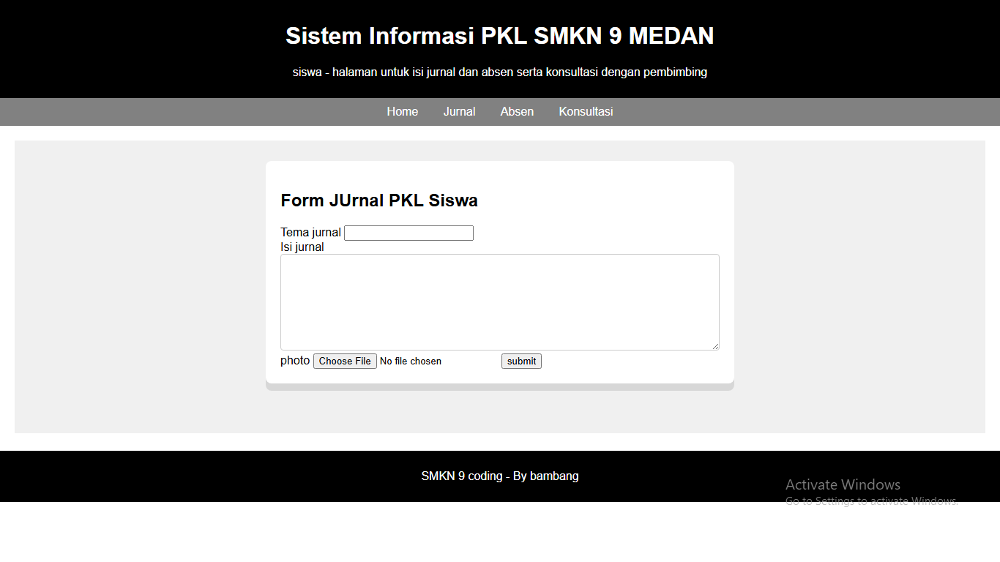 Sistem Informasi PKL SMKN 9 MEDAN
siswa - halaman untuk isi jurnal dan absen serta konsultasi dengan pembimbing
Home Jurnal Absen Konsultasi
Form JUrnal PKL Siswa
Tema jurnal
Isi jurnal
photo Choose File No file chosen submit
SMKN 9 coding - By bambang
Activate Windows
Go to Settings to activate Windows.